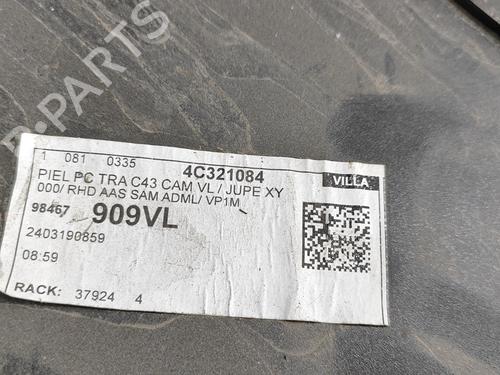 B-PARTS
1 081 0335
4C321084
VILLA
PIEL PC TRA C43 CAM VL / JUPE XY
000/ RHD AAS SAM ADML/ VP1M
98467 909VL
2403190859
08:59
RACK: 37924 4